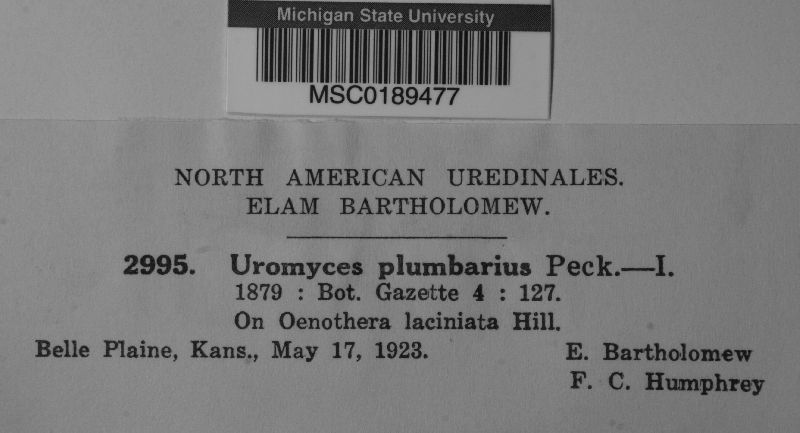 Michigan State University
MSC0189477
NORTH AMERICAN UREDINALES.
ELAM BARTHOLOMEW.
2995. Uromyces plumbarius Peck.—I.
1879 : Bot. Gazette 4 : 127.
On Oenothera laciniata Hill.
Belle Plaine, Kans., May 17, 1923. E. Bartholomew
F. C. Humphrey